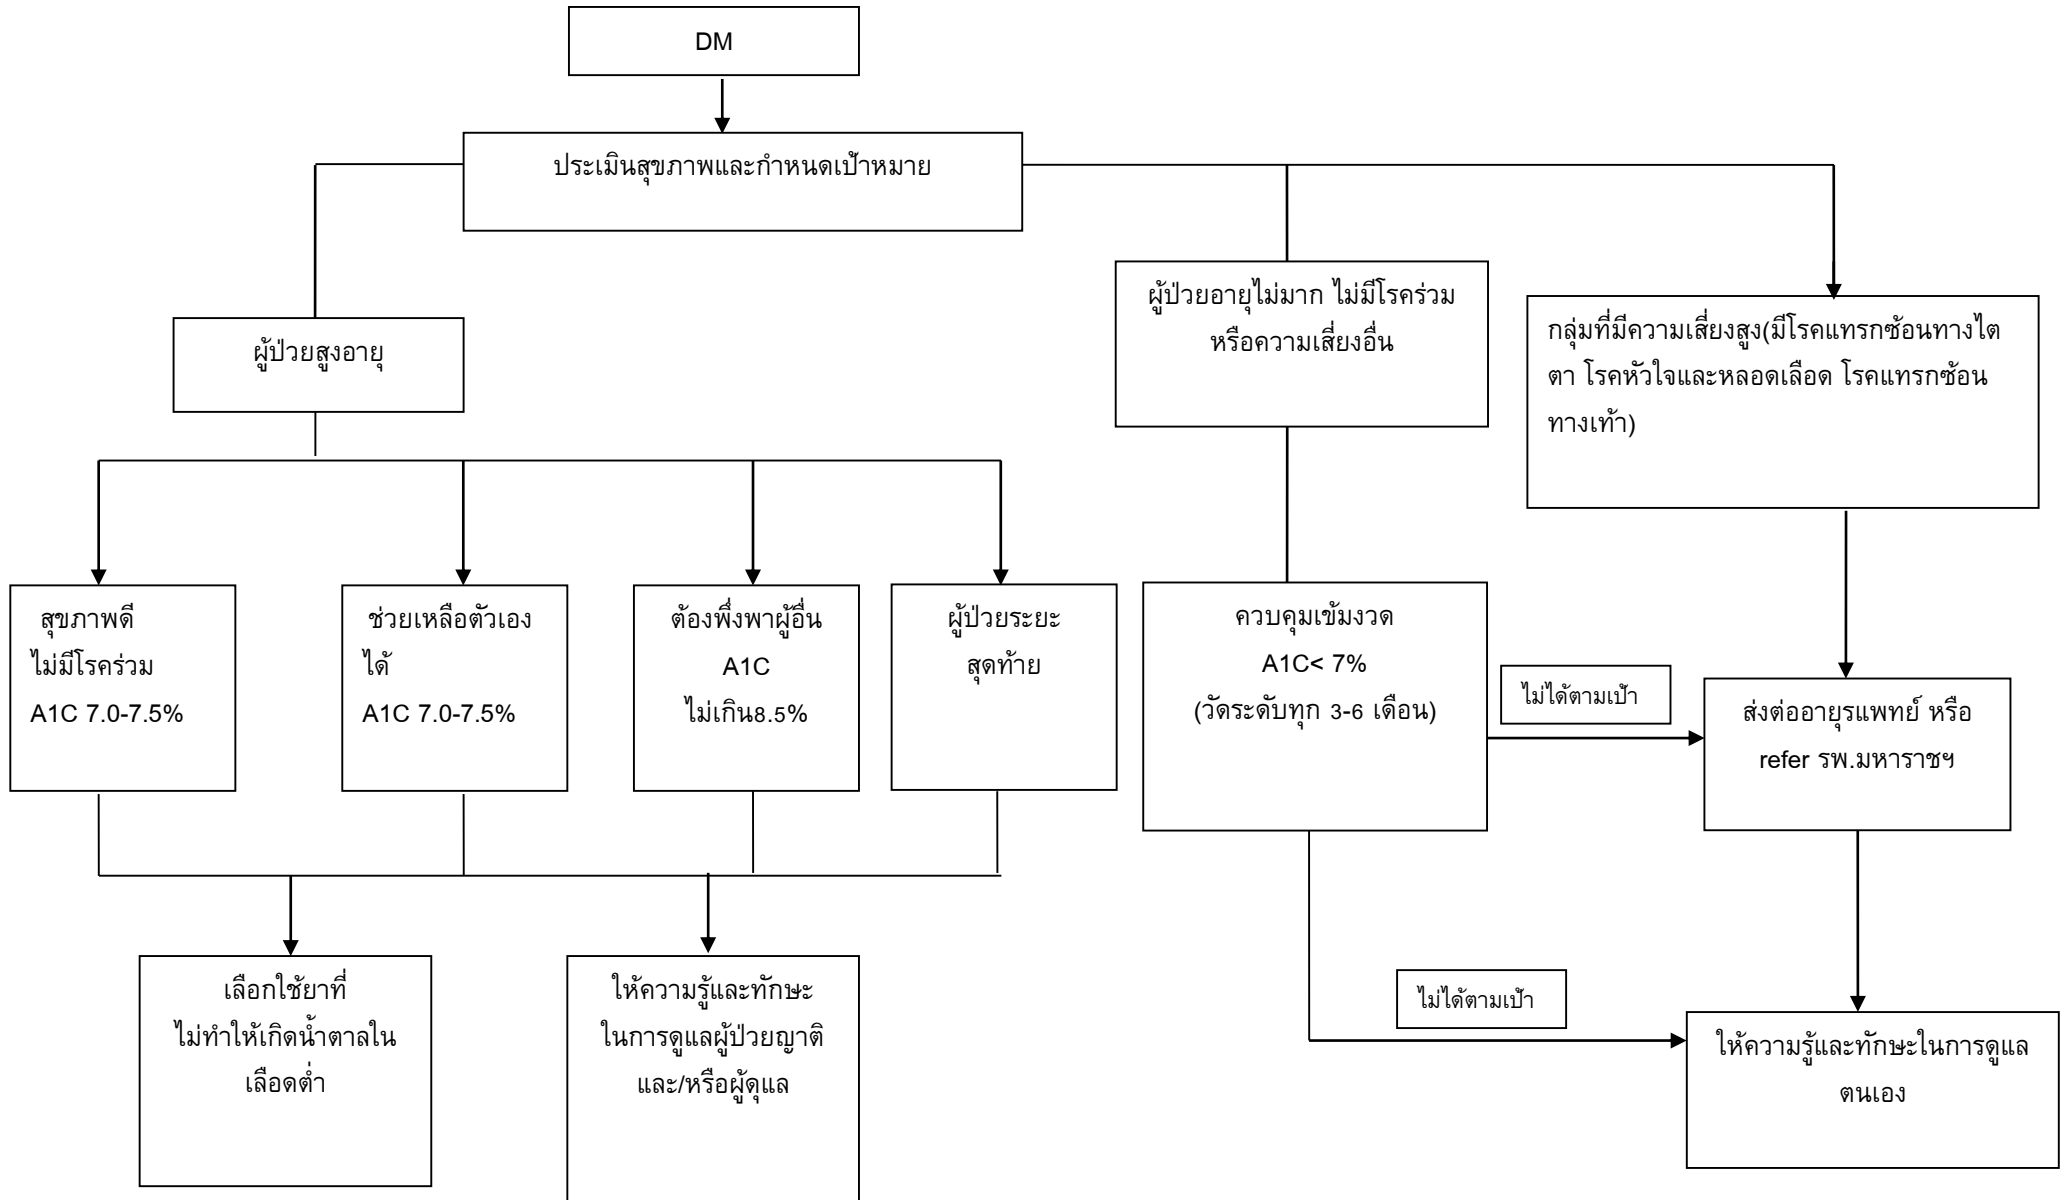 DM
ประเมินสุขภาพและกำหนดเป้าหมาย
ผู้ป่วยสูงอายุ
ผู้ป่วยอายุไม่มาก ไม่มีโรคร่วม
หรือความเสี่ยงอื่น
กลุ่มที่มีความเสี่ยงสูง(มีโรคแทรกซ้อนทางไต
ตา โรคหัวใจและหลอดเลือด โรคแทรกซ้อน
ทางเท้า)
สุขภาพดี
ไม่มีโรคร่วม
A1C 7.0-7.5%
ช่วยเหลือตัวเอง
ได้
A1C 7.0-7.5%
ต้องพึ่งพาผู้อื่น
A1C
ไม่เกิน8.5%
ผู้ป่วยระยะ
สุดท้าย
ควบคุมเข้มงวด
A1C< 7%
(วัดระดับทุก 3-6 เดือน)
ไม่ได้ตามเป้า
ส่งต่ออายุรแพทย์ หรือ
refer รพ.มหาราชฯ
เลือกใช้ยาที่
ไม่ทำให้เกิดน้ำตาลใน
เลือดต่ำ
ให้ความรู้และทักษะ
ในการดูแลผู้ป่วยญาติ
และ/หรือผู้ดุแล
ไม่ได้ตามเป้า
ให้ความรู้และทักษะในการดูแล
ตนเอง